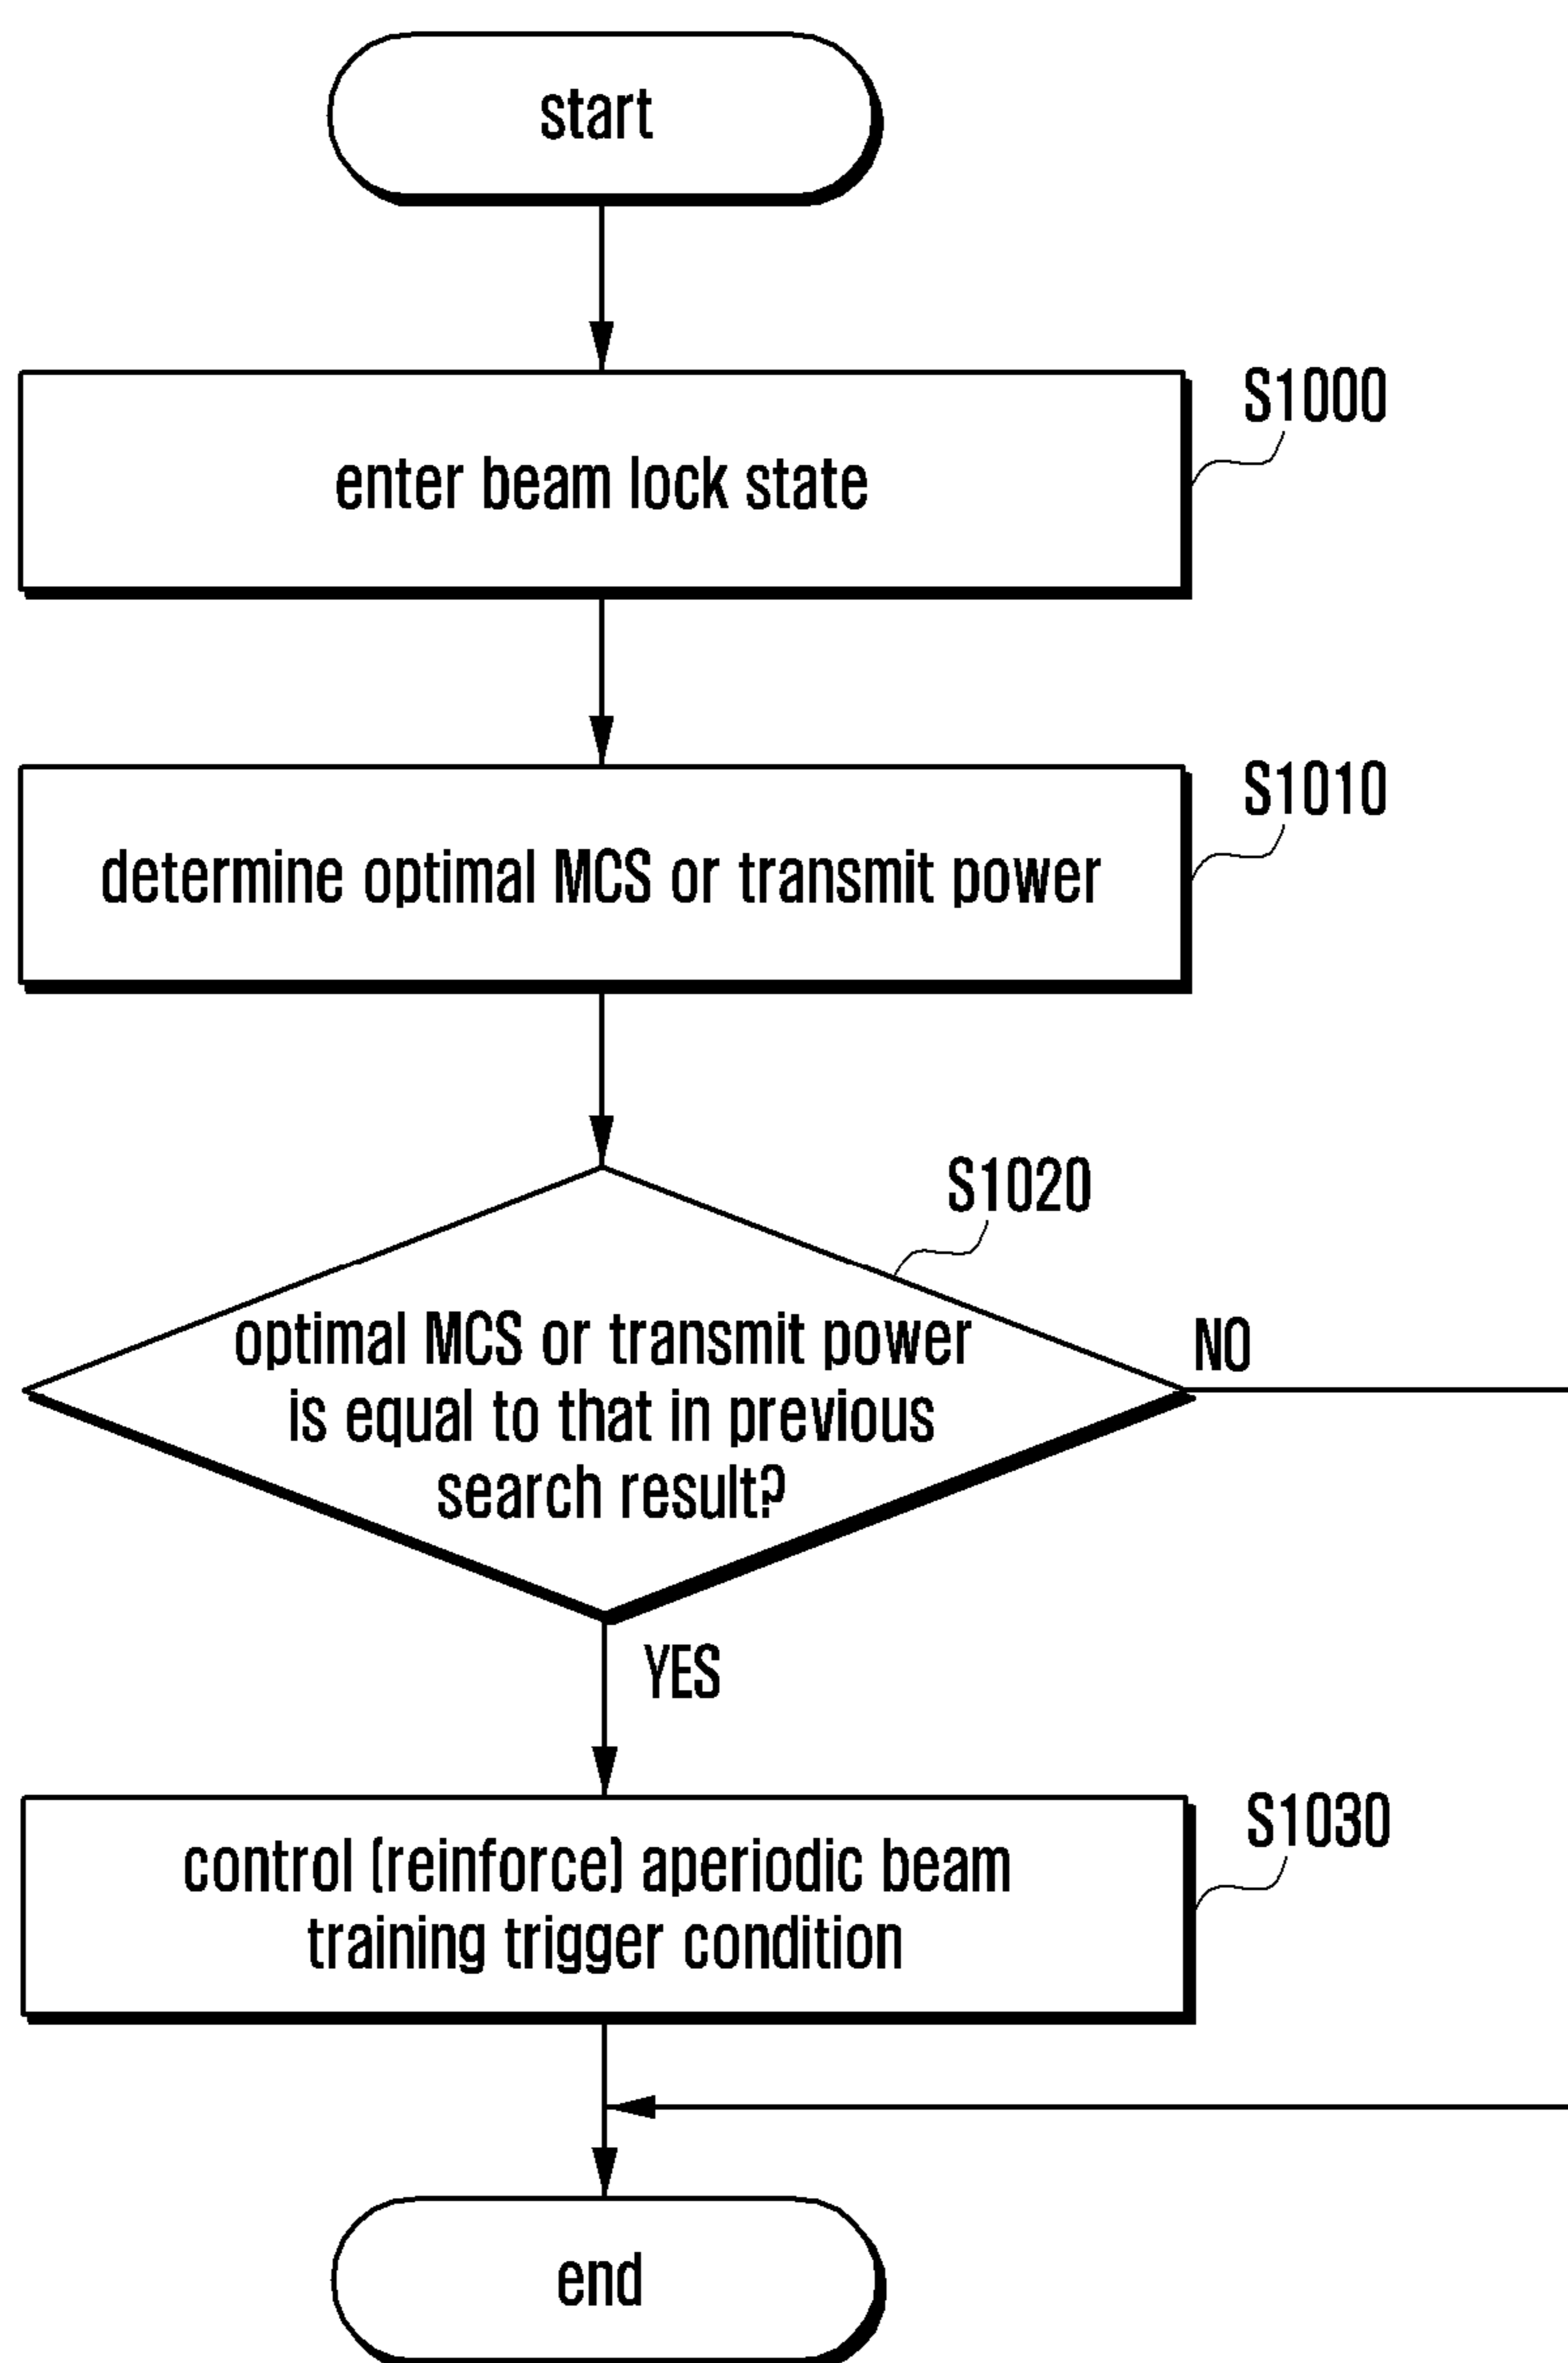 start
S1000
enter beam lock state
S1010
determine optimal MCS or transmit power
S1020
optimal MCS or transmit power
is equal to that in previous
search result?
NO
YES
S1030
control (reinforce) aperiodic beam
training trigger condition
end